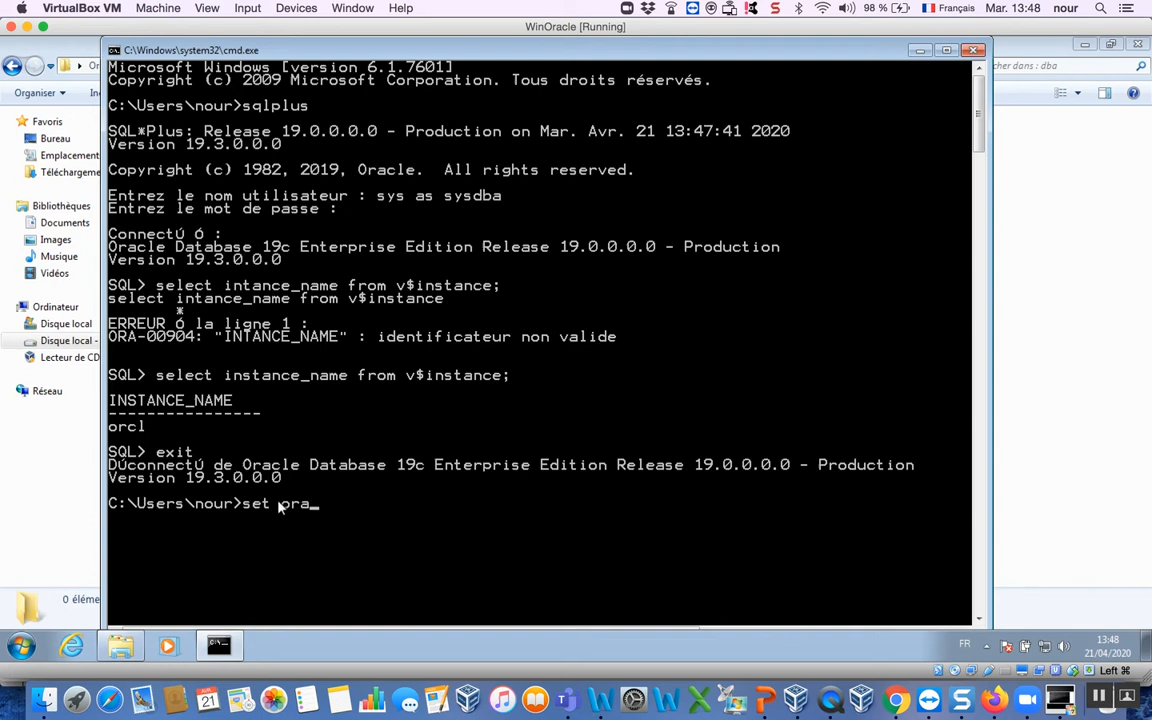 VirtualBox VM Machine View Input Devices Window Help
98 % Français Mar. 13:48 nour
WinOracle [Running]
C:\Windows\system32\cmd.exe
cher dans : dba
Organiser
Favoris
Bureau
Emplacement
Téléchargeme
Bibliothèques
Documents
Images
Musique
Vidéos
Ordinateur
Disque local
Disque local -
Lecteur de CD
Réseau
0 éléme
Microsoft Windows [version 6.1.7601]
Copyright (c) 2009 Microsoft Corporation. Tous droits réservés.
C:\Users\nour>sqlplus
SQL*Plus: Release 19.0.0.0.0 - Production on Mar. Avr. 21 13:47:41 2020
Version 19.3.0.0.0
Copyright (c) 1982, 2019, Oracle.  All rights reserved.
Entrez le nom utilisateur : sys as sysdba
Entrez le mot de passe :
Connectú ó :
Oracle Database 19c Enterprise Edition Release 19.0.0.0.0 - Production
Version 19.3.0.0.0
SQL> select intance_name from v$instance;
select intance_name from v$instance
*
ERREUR ó la ligne 1 :
ORA-00904: "INTANCE_NAME" : identificateur non valide
SQL> select instance_name from v$instance;
INSTANCE_NAME
----------------
orcl
SQL> exit
Dúconnectú de Oracle Database 19c Enterprise Edition Release 19.0.0.0.0 - Production
Version 19.3.0.0.0
C:\Users\nour>set ora_
FR
13:48
21/04/2020
Left ⌘